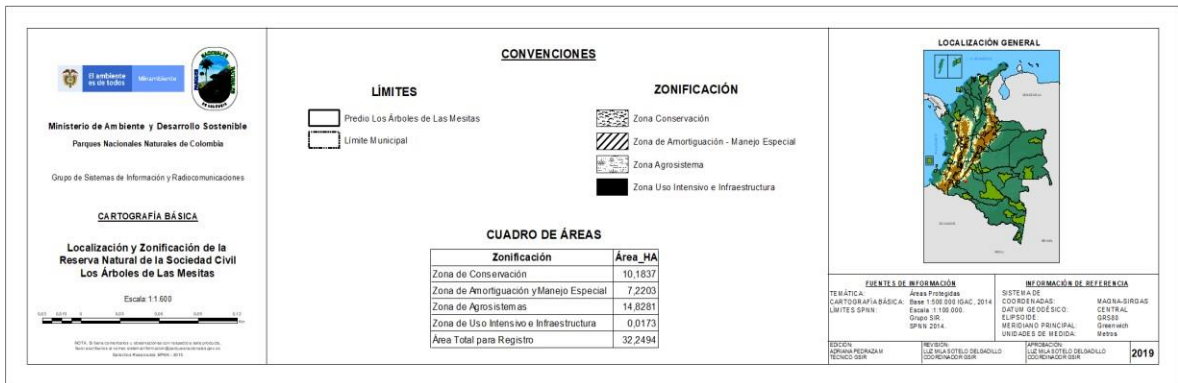 El ambiente
es de todos
Minambiente
Ministerio de Ambiente y Desarrollo Sostenible
Parques Nacionales Naturales de Colombia
Grupo de Sistemas de Información y Radiocomunicaciones
CARTOGRAFÍA BÁSICA
Localización y Zonificación de la
Reserva Natural de la Sociedad Civil
Los Árboles de Las Mesitas
Escala 1:1.600
CONVENCIONES
LÍMITES
Predio Los Árboles de Las Mesitas
Límite Municipal
ZONIFICACIÓN
Zona Conservación
Zona de Amortiguación - Manejo Especial
Zona Agrosistema
Zona Uso Intensivo e Infraestructura
CUADRO DE ÁREAS
Zonificación Área_HA
Zona de Conservación 10,1837
Zona de Amortiguación y Manejo Especial 7,2203
Zona de Agrosistemas 14,8281
Zona de Uso Intensivo e Infraestructura 0,0173
Área Total para Registro 32,2494
LOCALIZACIÓN GENERAL
FUENTES DE INFORMACIÓN
TEMÁTICA: Áreas Protegidas
CARTOGRAFÍA BÁSICA: Base 1:500.000 IGAC, 2014
LÍMITES SPNN: Escala :1:100.000.
Grupo SIR.
SPNN 2014.
INFORMACIÓN DE REFERENCIA
SISTEMA DE
COORDENADAS: MAGNA-SIRGAS
DATUM GEODÉSICO: CENTRAL
ELIPSOIDE: GRS80
MERIDIANO PRINCIPAL: Greenwich
UNIDADES DE MEDIDA: Metros
EDICIÓN:
ADRIANA PEDRAZA M
TECNICO GSIR
REVISIÓN:
LUZ MILA SOTELO DELGADILLO
COORDINADOR GSIR
APROBACIÓN:
LUZ MILA SOTELO DELGADILLO
COORDINADOR GSIR
2019